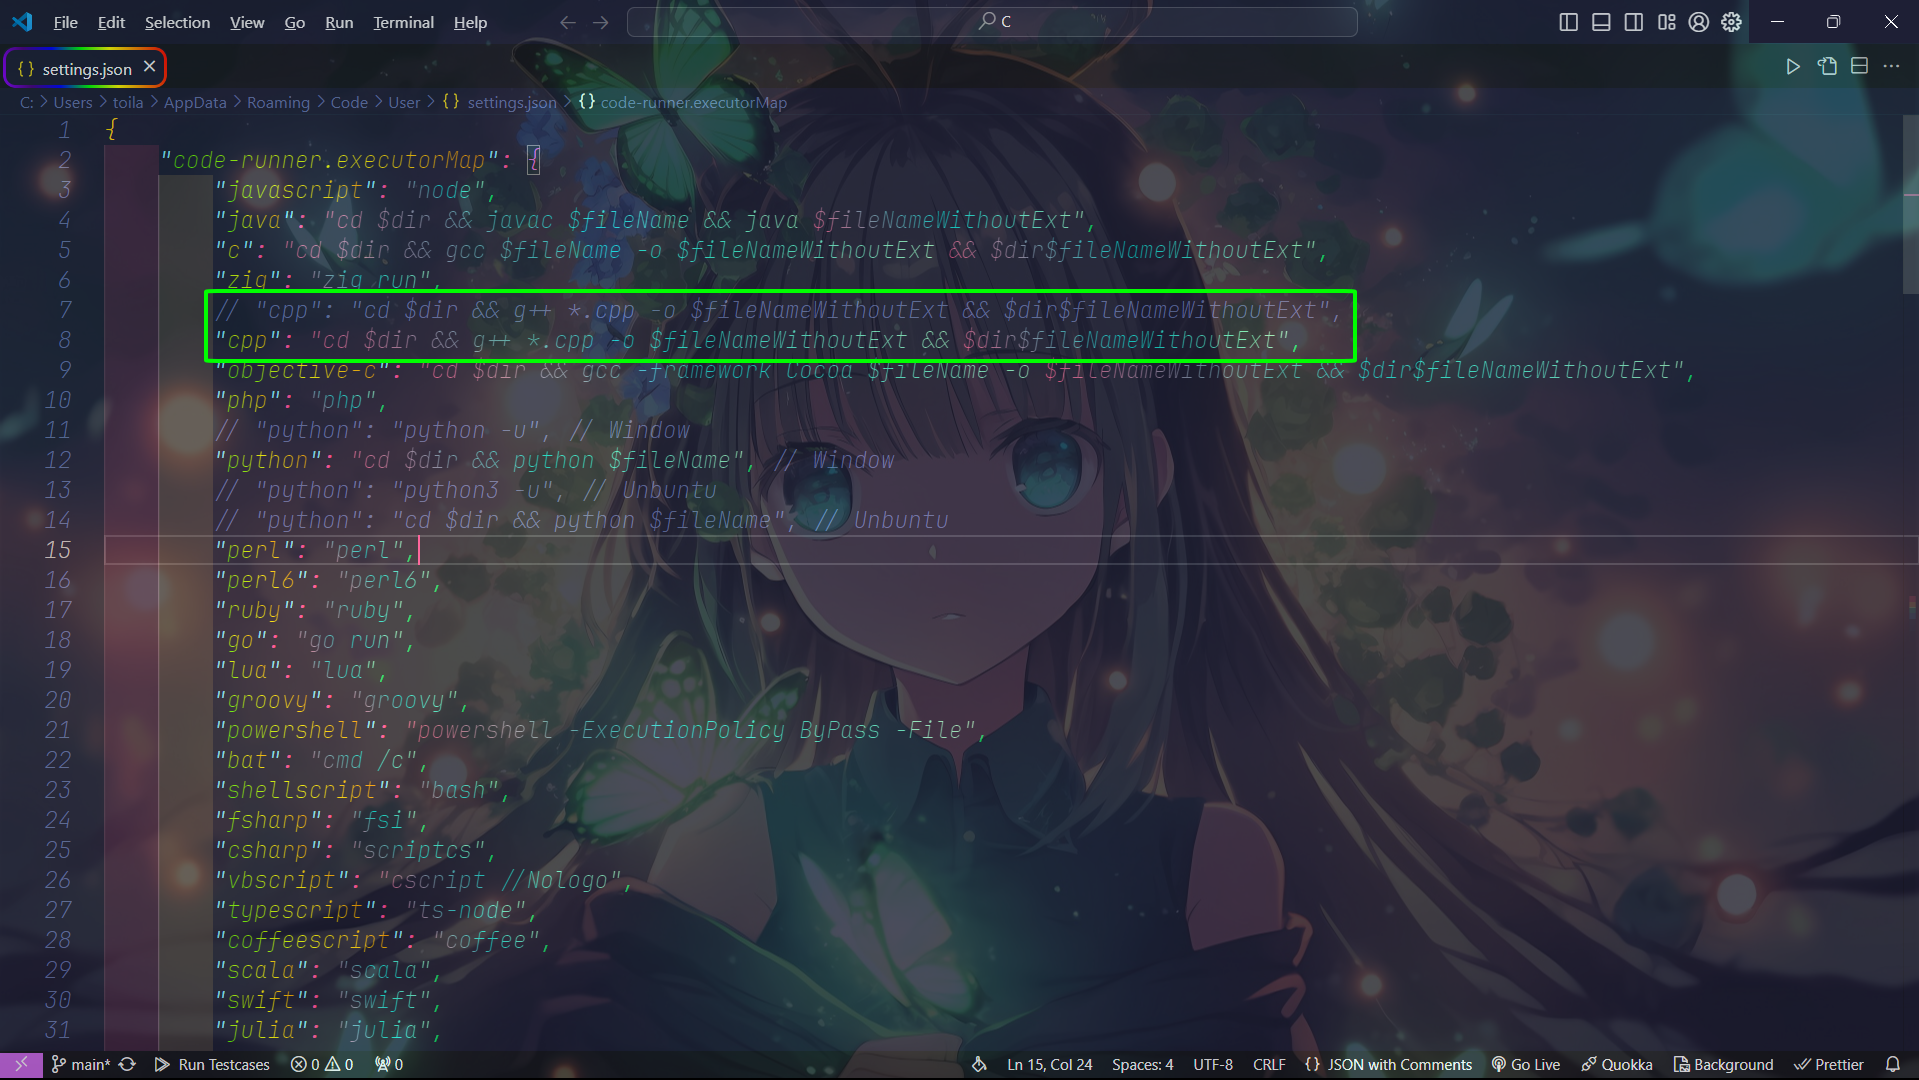 File Edit Selection View Go Run Terminal Help
C
{} settings.json
C: > Users > toila > AppData > Roaming > Code > User > {} settings.json > {} code-runner.executorMap
1 {
2 "code-runner.executorMap": {
3 "javascript": "node",
4 "java": "cd $dir && javac $fileName && java $fileNameWithoutExt",
5 "c": "cd $dir && gcc $fileName -o $fileNameWithoutExt && $dir$fileNameWithoutExt",
6 "zig": "zig run",
7 // "cpp": "cd $dir && g++ *.cpp -o $fileNameWithoutExt && $dir$fileNameWithoutExt",
8 "cpp": "cd $dir && g++ *.cpp -o $fileNameWithoutExt && $dir$fileNameWithoutExt",
9 "objective-c": "cd $dir && gcc -framework Cocoa $fileName -o $fileNameWithoutExt && $dir$fileNameWithoutExt",
10 "php": "php",
11 // "python": "python -u", // Window
12 "python": "cd $dir && python $fileName", // Window
13 // "python": "python3 -u", // Unbuntu
14 // "python": "cd $dir && python $fileName", // Unbuntu
15 "perl": "perl",
16 "perl6": "perl6",
17 "ruby": "ruby",
18 "go": "go run",
19 "lua": "lua",
20 "groovy": "groovy",
21 "powershell": "powershell -ExecutionPolicy ByPass -File",
22 "bat": "cmd /c",
23 "shellscript": "bash",
24 "fsharp": "fsi",
25 "csharp": "scriptcs",
26 "vbscript": "cscript //Nologo",
27 "typescript": "ts-node",
28 "coffeescript": "coffee",
29 "scala": "scala",
30 "swift": "swift",
31 "julia": "julia",
main* Run Testcases 0 0 0 Ln 15, Col 24 Spaces: 4 UTF-8 CRLF {} JSON with Comments Go Live Quokka Background Prettier